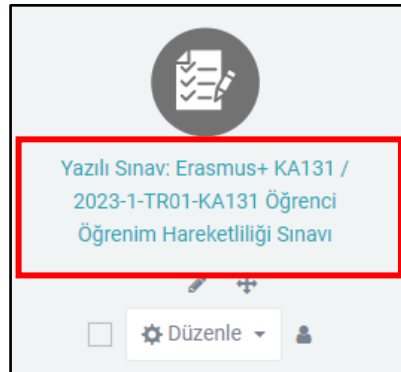 Yazılı Sınav: Erasmus+ KA131 /
2023-1-TR01-KA131 Öğrenci
Öğrenim Hareketliliği Sınavı
Düzenle